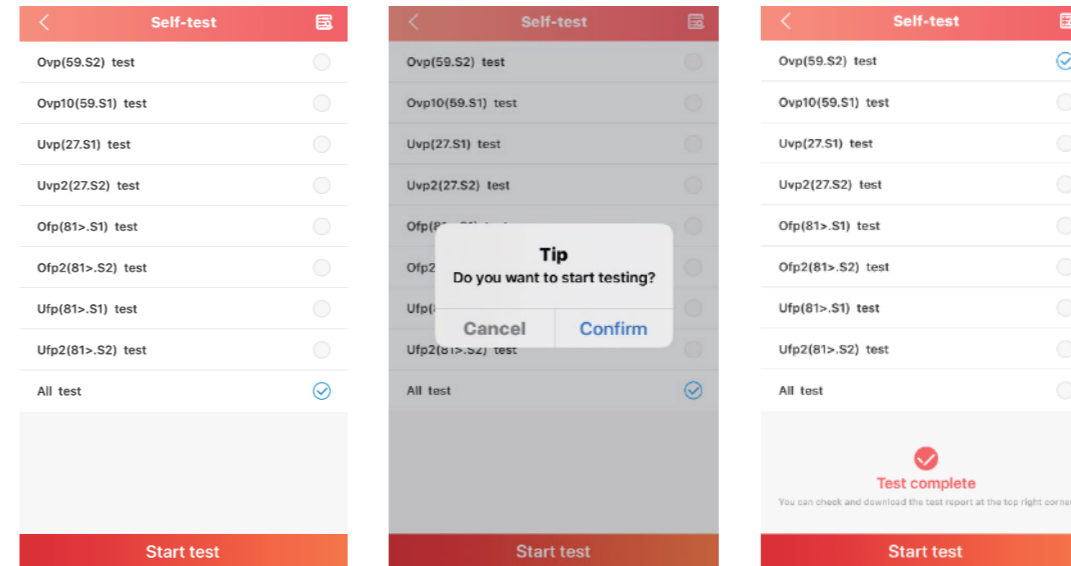 Self-test
Ovp(59.S2) test
Ovp10(59.S1) test
Uvp(27.S1) test
Uvp2(27.S2) test
Ofp(81>.S1) test
Ofp2(81>.S2) test
Ufp(81>.S1) test
Ufp2(81>.S2) test
All test
Start test
Self-test
Ovp(59.S2) test
Ovp10(59.S1) test
Uvp(27.S1) test
Uvp2(27.S2) test
Tip
Do you want to start testing?
Cancel
Confirm
Ufp2(81>.S2) test
All test
Start test
Self-test
Ovp(59.S2) test
Ovp10(59.S1) test
Uvp(27.S1) test
Uvp2(27.S2) test
Ofp(81>.S1) test
Ofp2(81>.S2) test
Ufp(81>.S1) test
Ufp2(81>.S2) test
All test
Test complete
You can check and download the test report at the top right corner
Start test